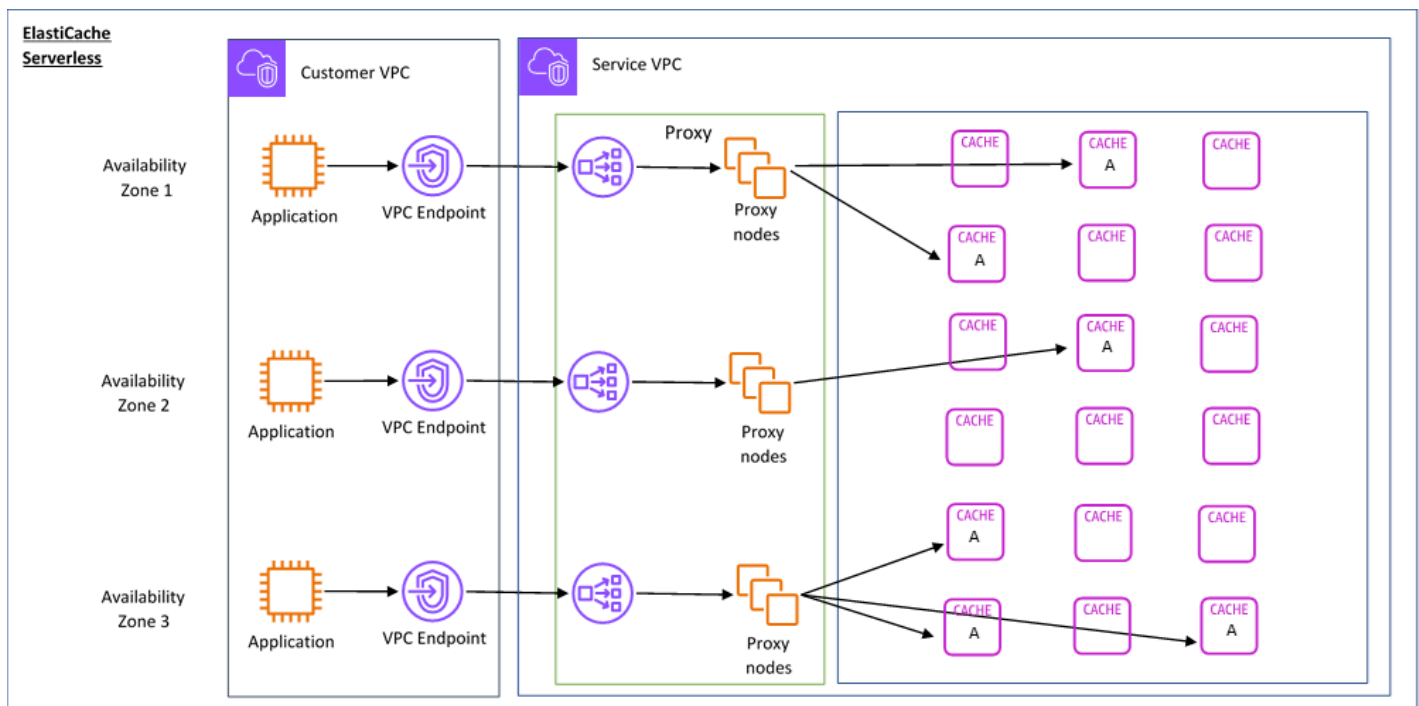 ElastiCache
Serverless
Customer VPC
Service VPC
Proxy
Availability
Zone 1
Application
VPC Endpoint
Proxy
nodes
CACHE
CACHE
A
CACHE
CACHE
A
CACHE
CACHE
Availability
Zone 2
Application
VPC Endpoint
Proxy
nodes
CACHE
CACHE
A
CACHE
CACHE
CACHE
CACHE
Availability
Zone 3
Application
VPC Endpoint
Proxy
nodes
CACHE
A
CACHE
CACHE
CACHE
A
CACHE
CACHE
A